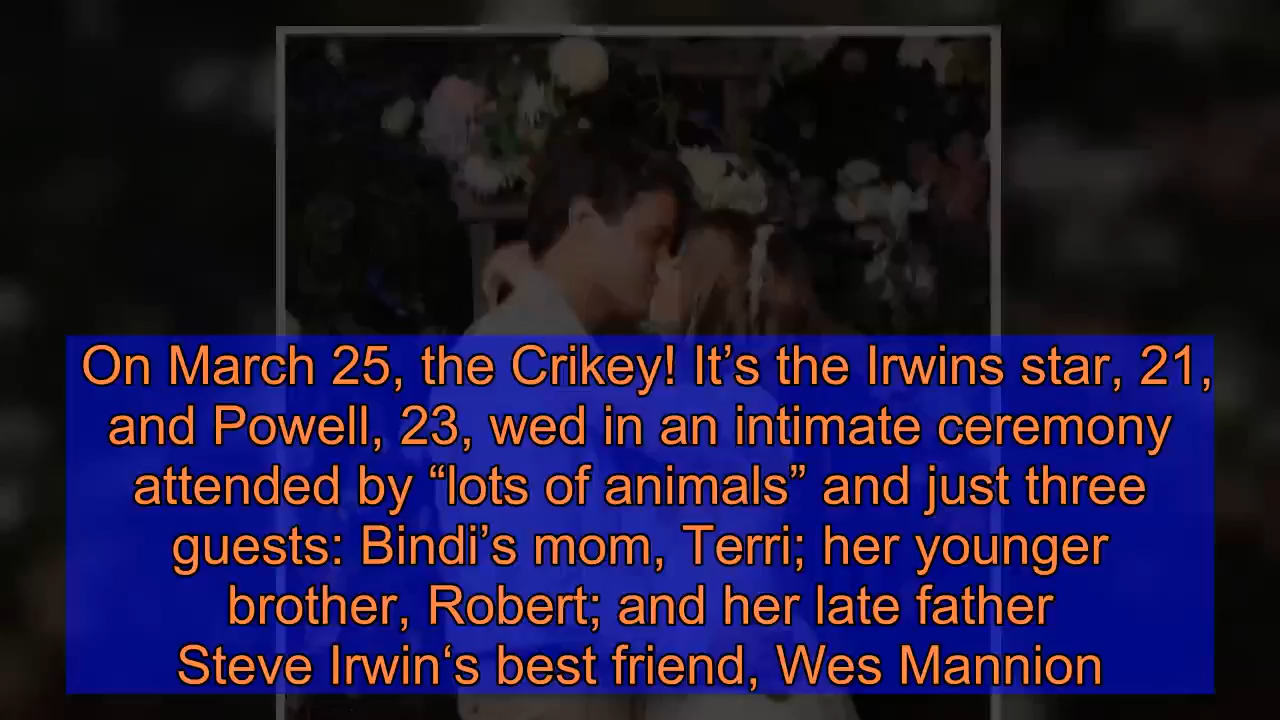 On March 25, the Crikey! It’s the Irwins star, 21,
and Powell, 23, wed in an intimate ceremony
attended by “lots of animals” and just three
guests: Bindi’s mom, Terri; her younger
brother, Robert; and her late father
Steve Irwin‘s best friend, Wes Mannion